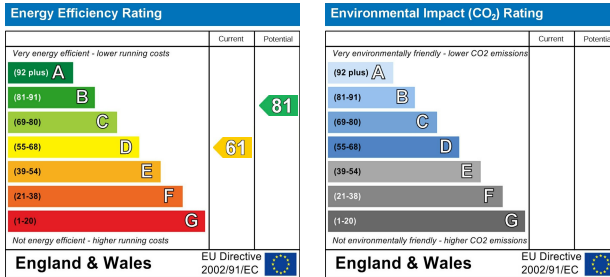 Energy Efficiency Rating
Current Potential
Very energy efficient - lower running costs
(92 plus) A
(81-91) B
81
(69-80) C
(55-68) D
61
(39-54) E
(21-38) F
(1-20) G
Not energy efficient - higher running costs
England & Wales
EU Directive
2002/91/EC
Environmental Impact (CO₂) Rating
Current Potential
Very environmentally friendly - lower CO2 emissions
(92 plus) A
(81-91) B
(69-80) C
(55-68) D
(39-54) E
(21-38) F
(1-20) G
Not environmentally friendly - higher CO2 emissions
England & Wales
EU Directive
2002/91/EC